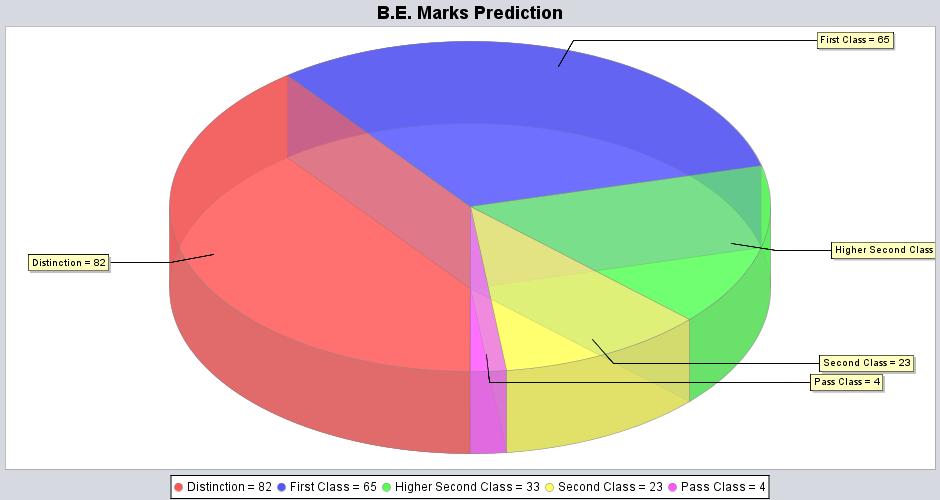 B.E. Marks Prediction
First Class = 65
Higher Second Class
Distinction = 82
Second Class = 23
Pass Class = 4
Distinction = 82 First Class = 65 Higher Second Class = 33 Second Class = 23 Pass Class = 4